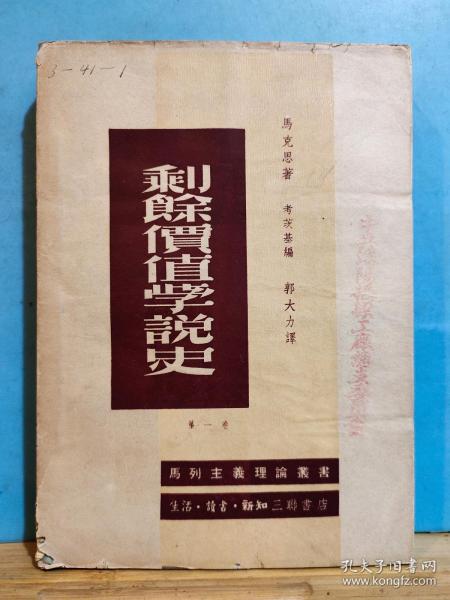 3-41-1
馬克思著
考茨基編
郭大力譯
剩餘價值学說史
第一卷
馬列主義理論叢書
生活·讀書·新知三聯書店
孔夫子旧书网
www.kongfz.com